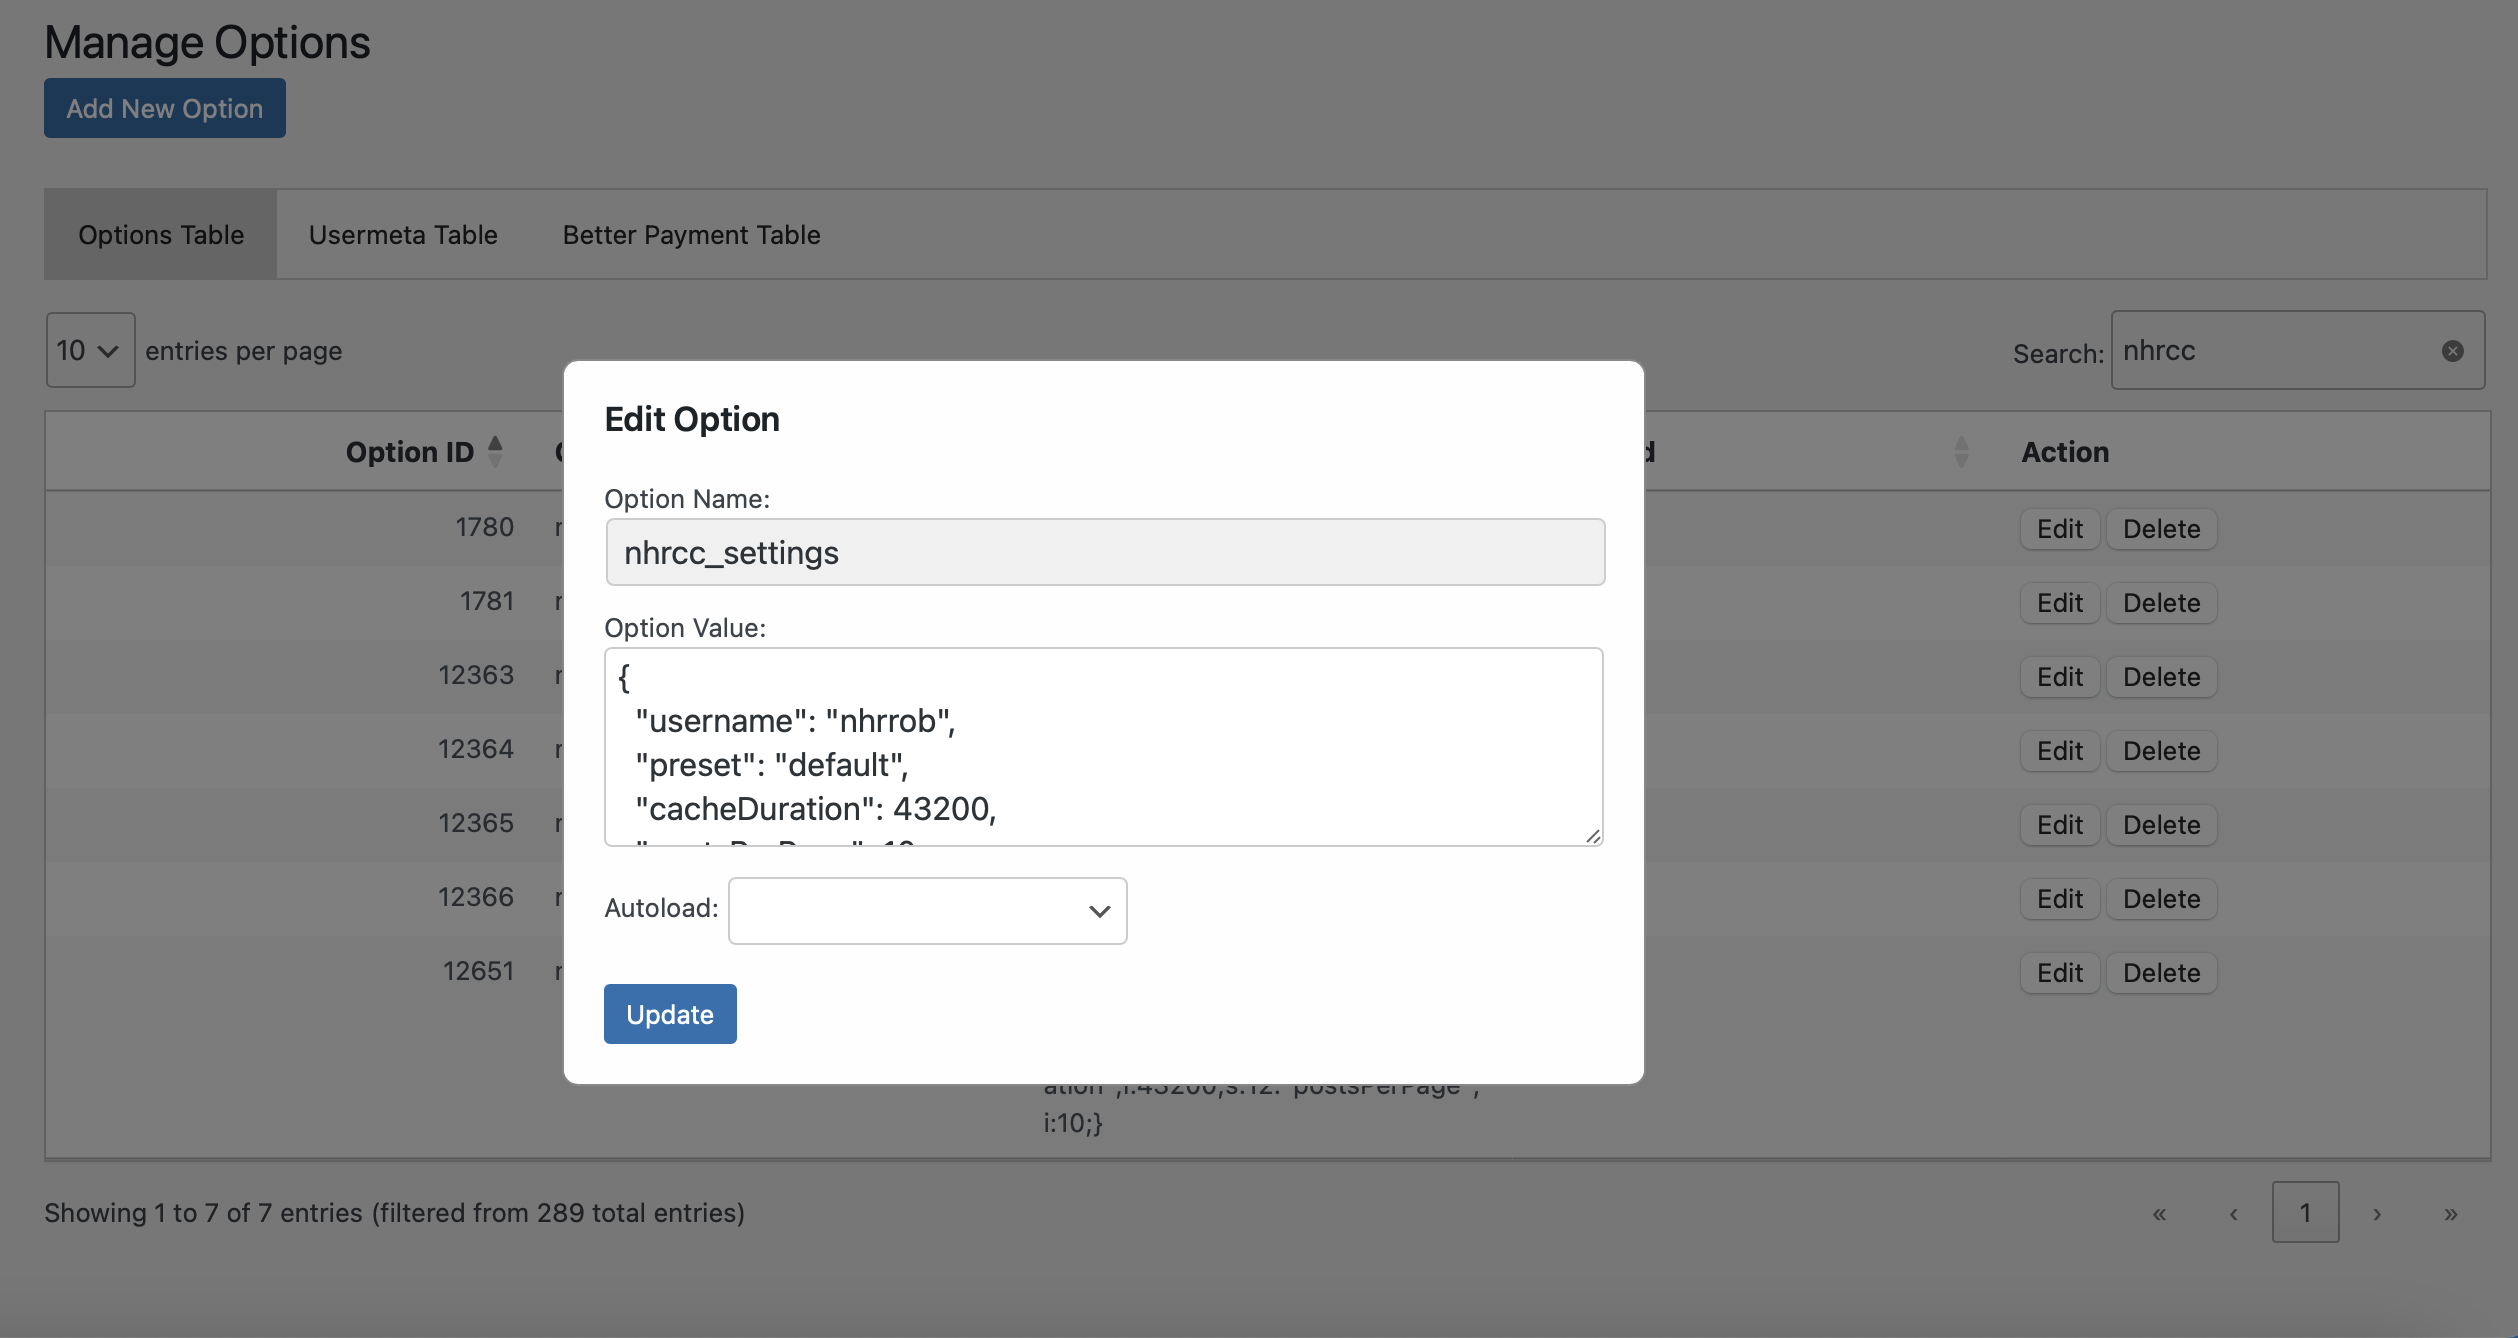 Manage Options
Add New Option
Options Table Usermeta Table Better Payment Table
10 entries per page
Search: nhrcc
Option ID Action
1780 Edit Delete
1781 Edit Delete
12363 Edit Delete
12364 Edit Delete
12365 Edit Delete
12366 Edit Delete
12651 Edit Delete
Edit Option
Option Name:
nhrcc_settings
Option Value:
{
"username": "nhrrob",
"preset": "default",
"cacheDuration": 43200,
Autoload:
Update
i:10;}
Showing 1 to 7 of 7 entries (filtered from 289 total entries)
« ‹ 1 › »